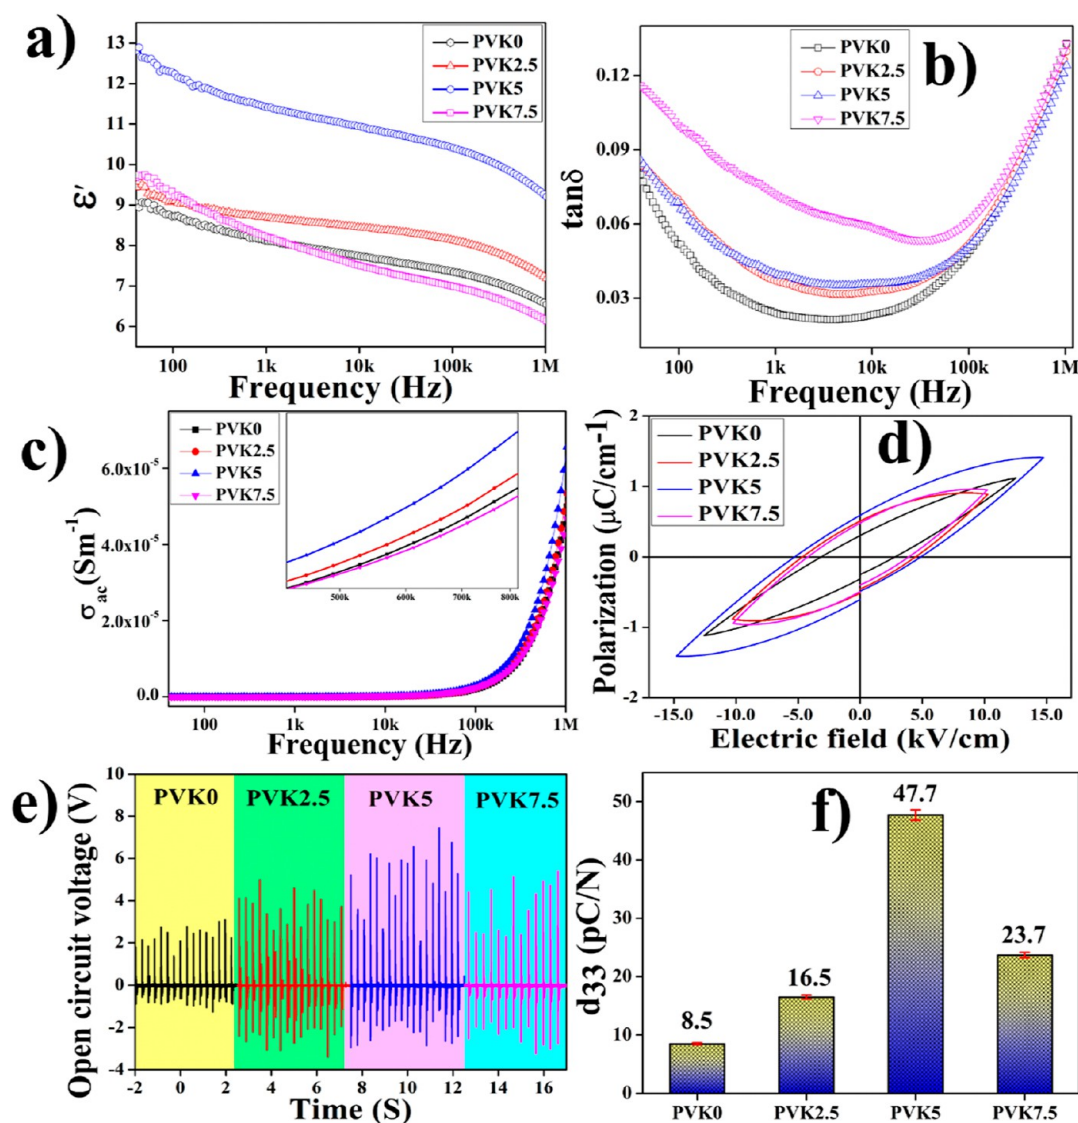 a)
13
12
11
10
9
8
7
6
ε′
PVK0
PVK2.5
PVK5
PVK7.5
100 1k 10k 100k 1M
Frequency (Hz)
b)
0.12
0.09
0.06
0.03
tanδ
PVK0
PVK2.5
PVK5
PVK7.5
100 1k 10k 100k 1M
Frequency (Hz)
c)
6.0x10⁻⁵
4.0x10⁻⁵
2.0x10⁻⁵
0.0
σac(Sm⁻¹)
PVK0
PVK2.5
PVK5
PVK7.5
500k 600k 700k 800k
100 1k 10k 100k 1M
Frequency (Hz)
d)
2
1
0
-1
-2
Polarization (μC/cm⁻¹)
PVK0
PVK2.5
PVK5
PVK7.5
-15.0 -10.0 -5.0 0.0 5.0 10.0 15.0
Electric field (kV/cm)
e)
10
8
6
4
2
0
-2
-4
Open circuit voltage (V)
PVK0 PVK2.5 PVK5 PVK7.5
-2 0 2 4 6 8 10 12 14 16
Time (S)
f)
50
40
30
20
10
0
d33 (pC/N)
8.5
16.5
47.7
23.7
PVK0 PVK2.5 PVK5 PVK7.5